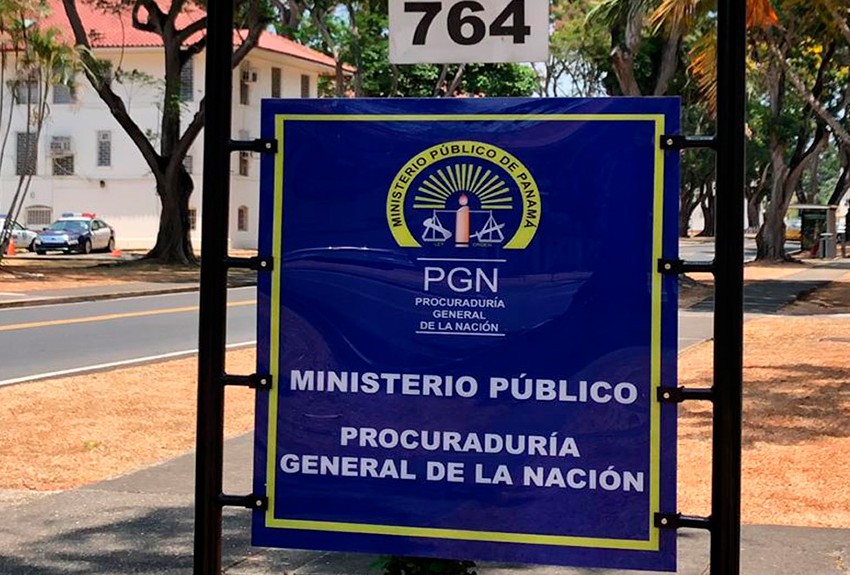 764
MINISTERIO PÚBLICO DE PANAMÁ
LEY
PGN
PROCURADURÍA
GENERAL
DE LA NACIÓN
MINISTERIO PÚBLICO
PROCURADURÍA
GENERAL DE LA NACIÓN